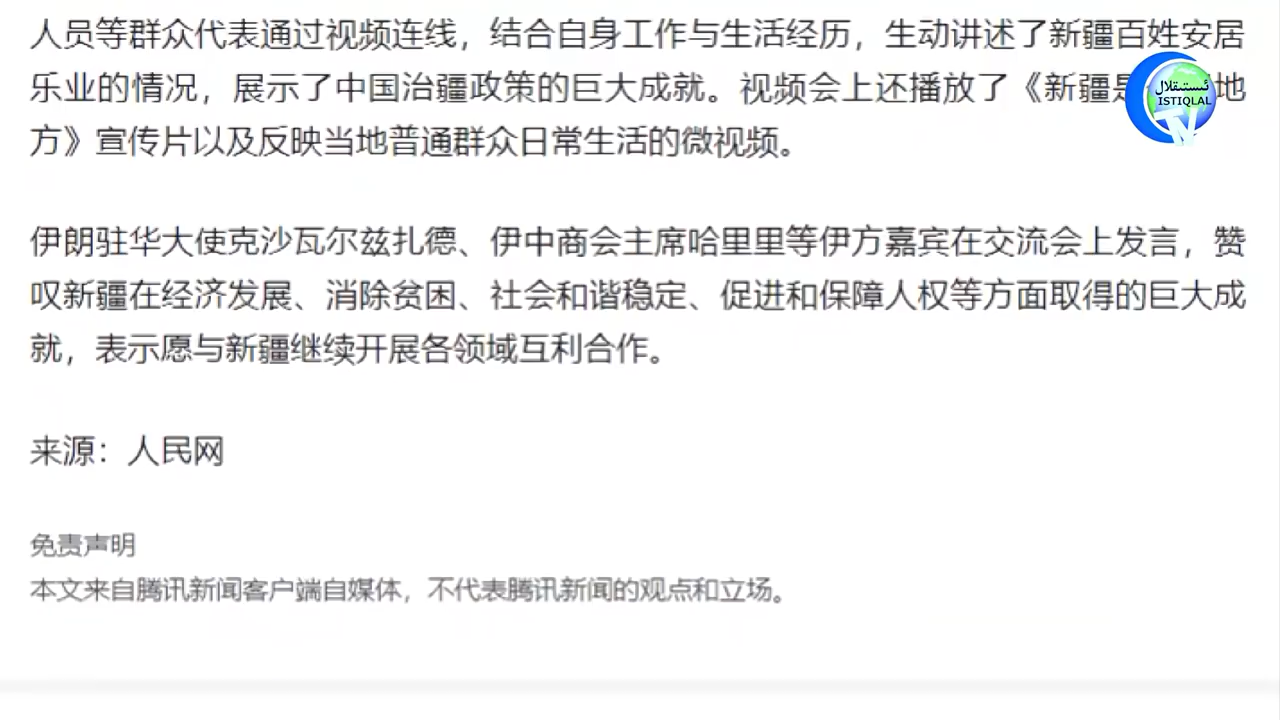 人员等群众代表通过视频连线，结合自身工作与生活经历，生动讲述了新疆百姓安居
乐业的情况，展示了中国治疆政策的巨大成就。视频会上还播放了《新疆是 地
ئىستىقلال
ISTIQLAL
TV
方》宣传片以及反映当地普通群众日常生活的微视频。
伊朗驻华大使克沙瓦尔兹扎德、伊中商会主席哈里里等伊方嘉宾在交流会上发言，赞
叹新疆在经济发展、消除贫困、社会和谐稳定、促进和保障人权等方面取得的巨大成
就，表示愿与新疆继续开展各领域互利合作。
来源：人民网
免责声明
本文来自腾讯新闻客户端自媒体，不代表腾讯新闻的观点和立场。